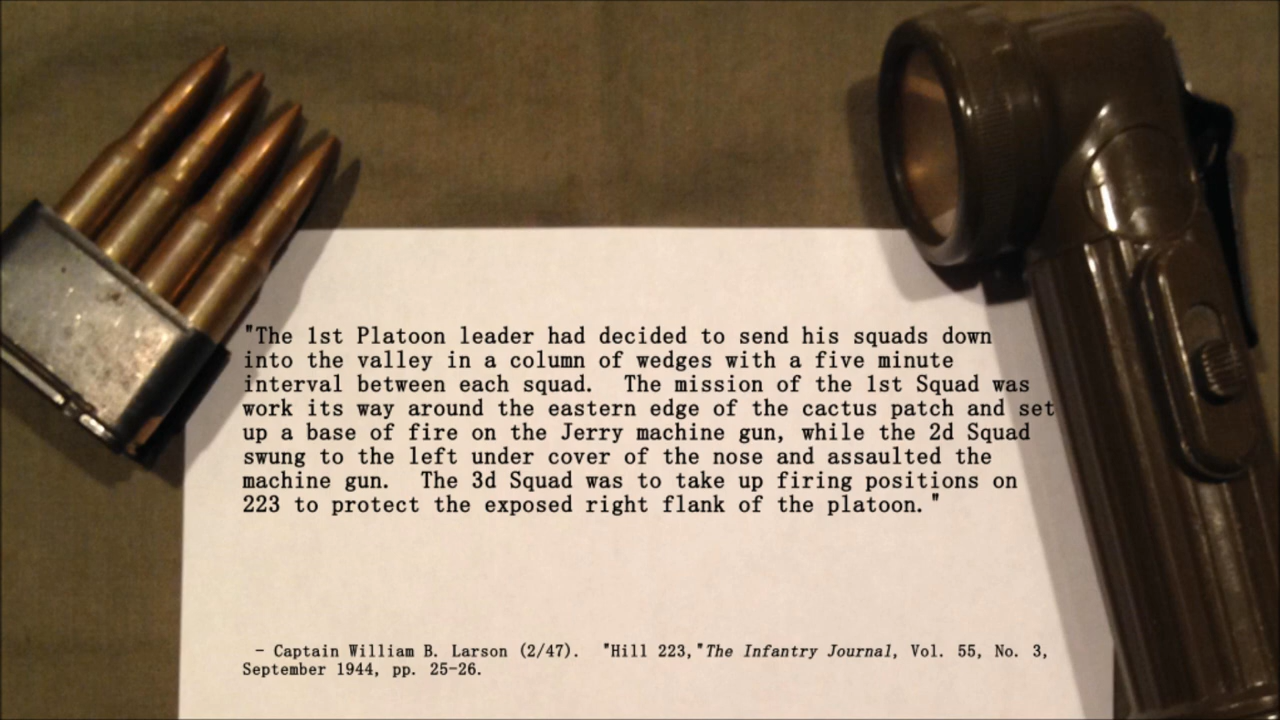 "The 1st Platoon leader had decided to send his squads down
into the valley in a column of wedges with a five minute
interval between each squad.  The mission of the 1st Squad was
work its way around the eastern edge of the cactus patch and set
up a base of fire on the Jerry machine gun, while the 2d Squad
swung to the left under cover of the nose and assaulted the
machine gun.  The 3d Squad was to take up firing positions on
223 to protect the exposed right flank of the platoon."
- Captain William B. Larson (2/47).  "Hill 223,"The Infantry Journal, Vol. 55, No. 3,
September 1944, pp. 25-26.